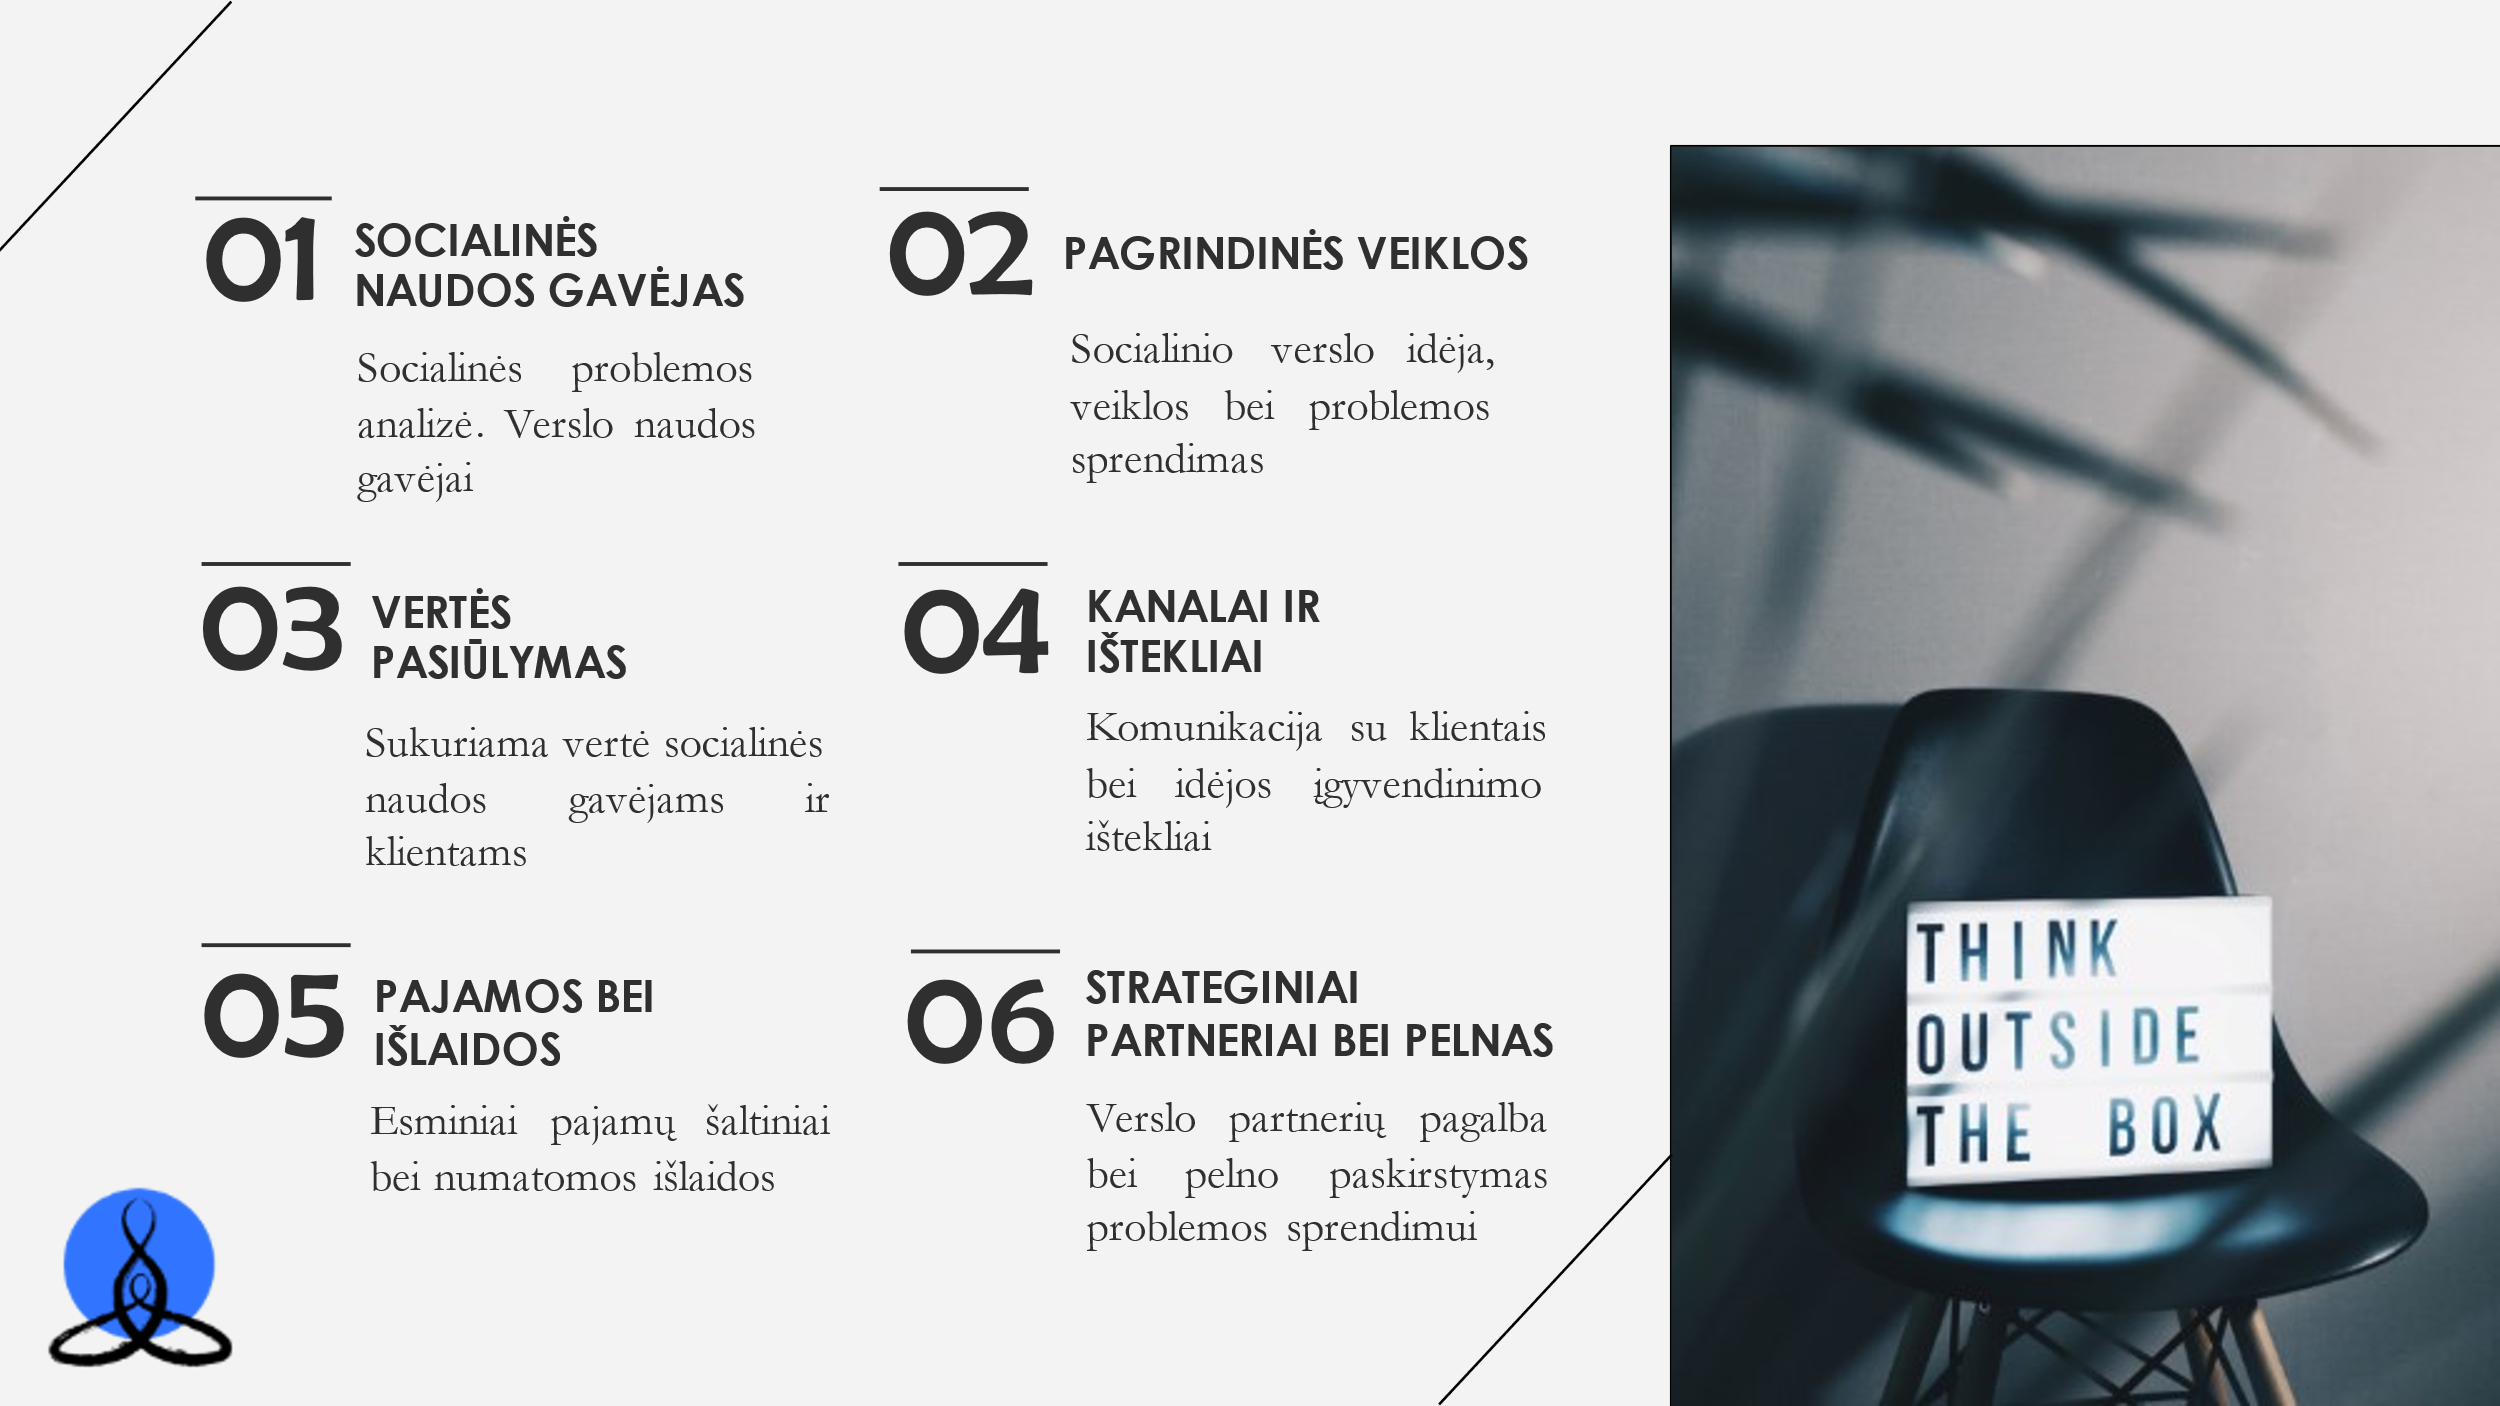 01
SOCIALINĖS
NAUDOS GAVĖJAS
Socialinės problemos
analizė. Verslo naudos
gavėjai
02
PAGRINDINĖS VEIKLOS
Socialinio verslo idėja,
veiklos bei problemos
sprendimas
03
VERTĖS
PASIŪLYMAS
Sukuriama vertė socialinės
naudos gavėjams ir
klientams
04
KANALAI IR
IŠTEKLIAI
Komunikacija su klientais
bei idėjos įgyvendinimo
ištekliai
05
PAJAMOS BEI
IŠLAIDOS
Esminiai pajamų šaltiniai
bei numatomos išlaidos
06
STRATEGINIAI
PARTNERIAI BEI PELNAS
Verslo partnerių pagalba
bei pelno paskirstymas
problemos sprendimui
THINK
OUTSIDE
THE BOX